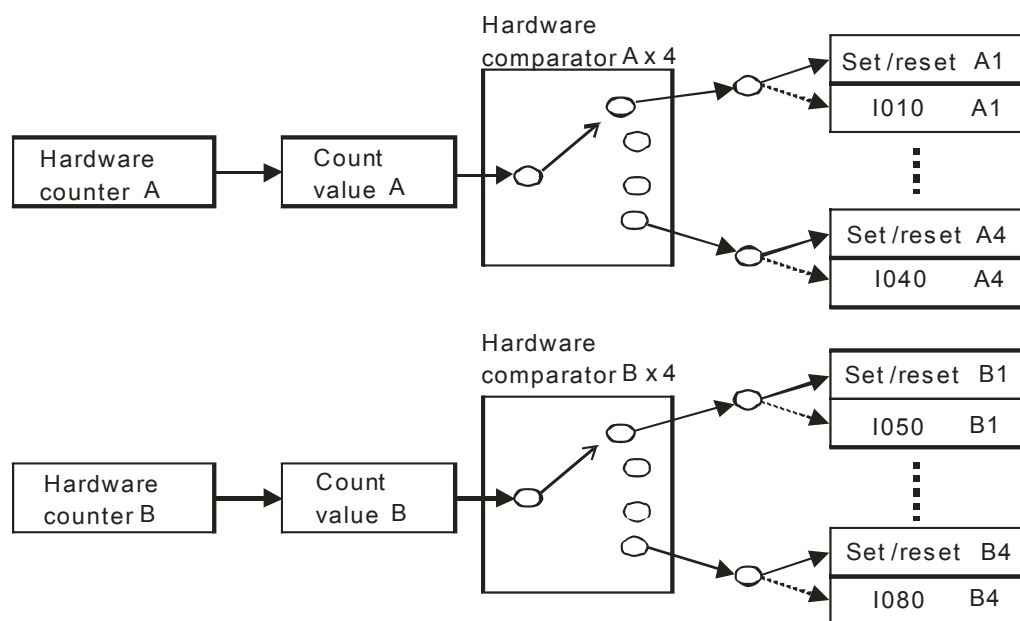 Hardware
comparator A x 4
Set/reset A1
I010 A1
Hardware
counter A
Count
value A
Set/reset A4
I040 A4
Hardware
comparator B x 4
Set/reset B1
I050 B1
Hardware
counter B
Count
value B
Set/reset B4
I080 B4